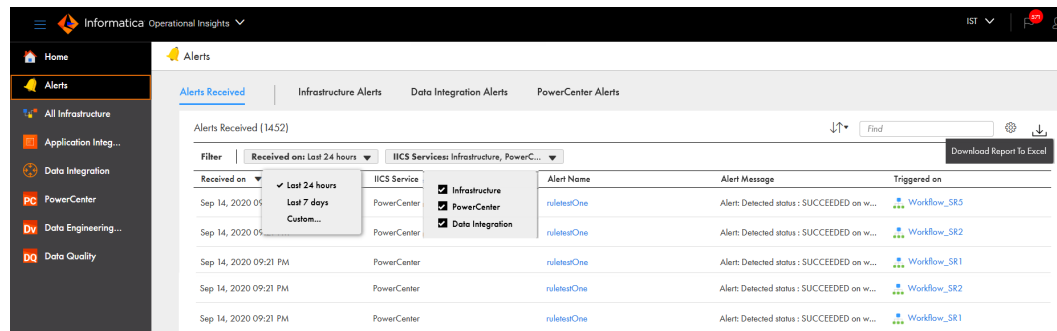 Informatica Operational Insights
IST
571
Home
Alerts
All Infrastructure
Application Integ...
Data Integration
PC PowerCenter
Dv Data Engineering...
DQ Data Quality
Alerts
Alerts Received Infrastructure Alerts Data Integration Alerts PowerCenter Alerts
Alerts Received (1452) Find
Download Report To Excel
Filter Received on: Last 24 hours IICS Services: Infrastructure, PowerC...
Received on IICS Service Alert Name Alert Message Triggered on
Last 24 hours
Last 7 days
Custom...
Infrastructure
PowerCenter
Data Integration
Sep 14, 2020 09 PowerCenter ruletestOne Alert: Detected status : SUCCEEDED on w... Workflow_SR5
Sep 14, 2020 09 PowerCenter ruletestOne Alert: Detected status : SUCCEEDED on w... Workflow_SR2
Sep 14, 2020 09:21 PM PowerCenter ruletestOne Alert: Detected status : SUCCEEDED on w... Workflow_SR1
Sep 14, 2020 09:21 PM PowerCenter ruletestOne Alert: Detected status : SUCCEEDED on w... Workflow_SR2
Sep 14, 2020 09:21 PM PowerCenter ruletestOne Alert: Detected status : SUCCEEDED on w... Workflow_SR1